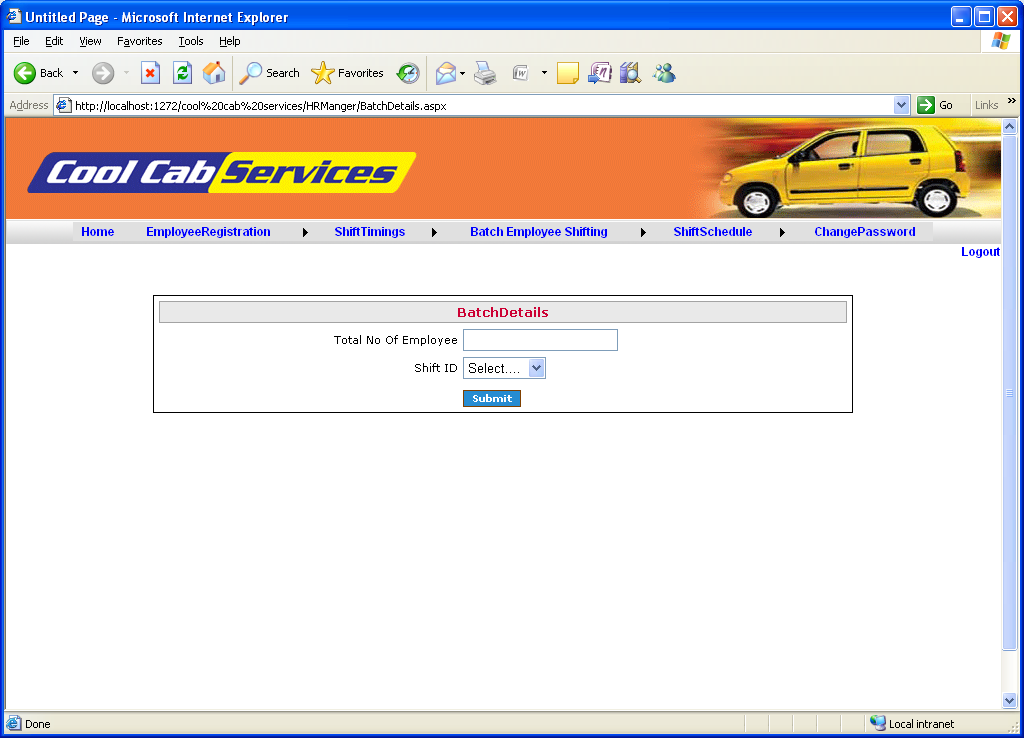 Untitled Page - Microsoft Internet Explorer
File Edit View Favorites Tools Help
Back Search Favorites
Address http://localhost:1272/cool%20cab%20services/HRManger/BatchDetails.aspx Go Links »
Cool Cab Services
Home EmployeeRegistration ShiftTimings Batch Employee Shifting ShiftSchedule ChangePassword
Logout
BatchDetails
Total No Of Employee
Shift ID Select....
Submit
Done Local intranet